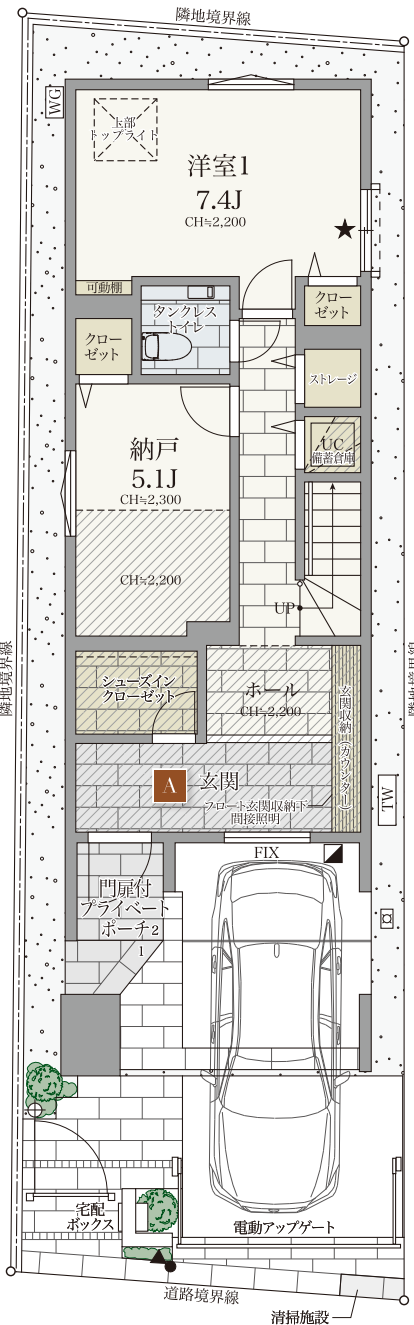 隣地境界線
WG
上部
トップライト
洋室1
7.4J
CH≒2,200
★
可動棚
タンクレス
トイレ
クロー
ゼット
クロー
ゼット
ストレージ
納戸
5.1J
CH≒2,300
UC
備蓄倉庫
CH≒2,200
UP
隣地境界線
隣地境界線
シューズイン
クローゼット
ホール
CH≒2,200
玄関収納(カウンター)
A 玄関
フロート玄関収納下
間接照明
TW
FIX
門扉付
プライベート
ポーチ2
1
宅配
ボックス
電動アップゲート
道路境界線
清掃施設